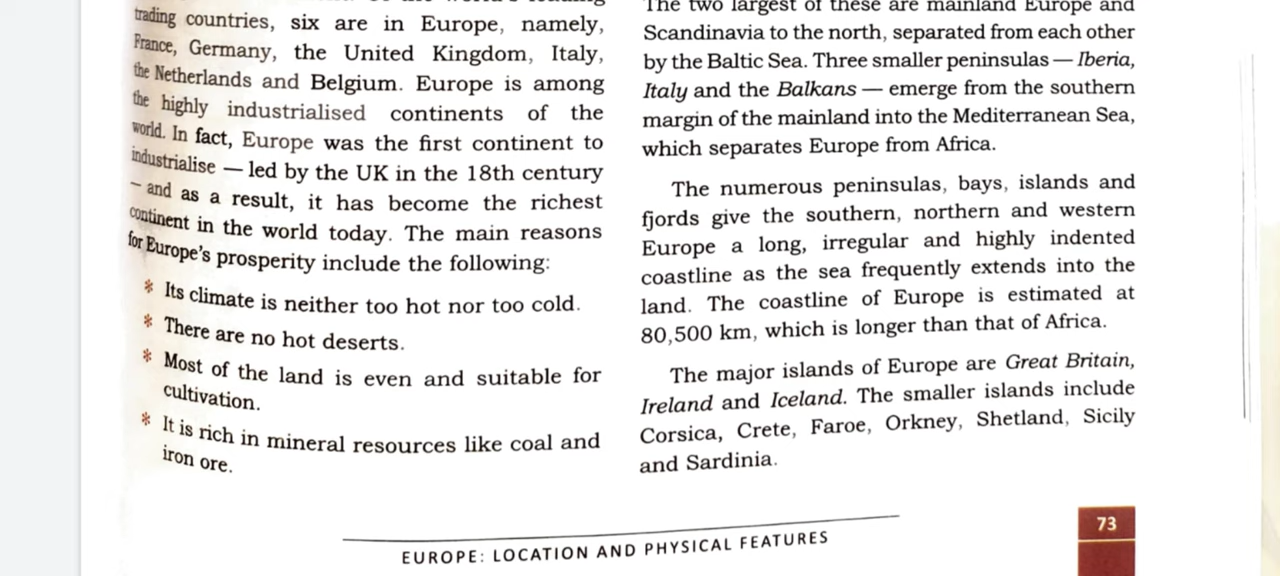 trading countries, six are in Europe, namely,
France, Germany, the United Kingdom, Italy,
the Netherlands and Belgium. Europe is among
the highly industrialised continents of the
world. In fact, Europe was the first continent to
industrialise — led by the UK in the 18th century
– and as a result, it has become the richest
continent in the world today. The main reasons
for Europe's prosperity include the following:
* Its climate is neither too hot nor too cold.
* There are no hot deserts.
* Most of the land is even and suitable for
cultivation.
* It is rich in mineral resources like coal and
iron ore.
The two largest of these are mainland Europe and
Scandinavia to the north, separated from each other
by the Baltic Sea. Three smaller peninsulas — Iberia,
Italy and the Balkans — emerge from the southern
margin of the mainland into the Mediterranean Sea,
which separates Europe from Africa.
The numerous peninsulas, bays, islands and
fjords give the southern, northern and western
Europe a long, irregular and highly indented
coastline as the sea frequently extends into the
land. The coastline of Europe is estimated at
80,500 km, which is longer than that of Africa.
The major islands of Europe are Great Britain,
Ireland and Iceland. The smaller islands include
Corsica, Crete, Faroe, Orkney, Shetland, Sicily
and Sardinia.
EUROPE: LOCATION AND PHYSICAL FEATURES
73